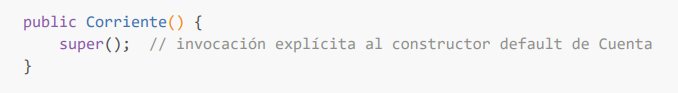 public Corriente() {
    super();  // invocación explícita al constructor default de Cuenta
}